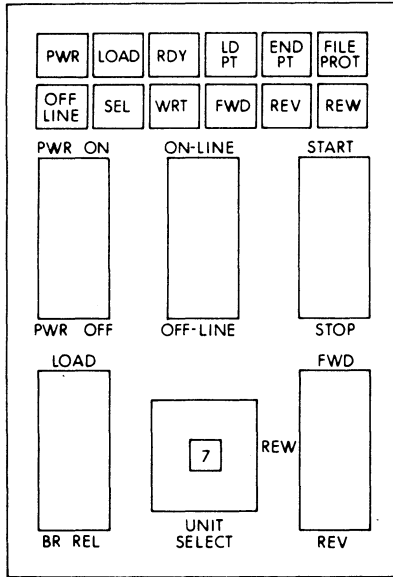 PWR LOAD RDY LD PT END PT FILE PROT
OFF LINE SEL WRT FWD REV REW
PWR ON ON-LINE START
PWR OFF OFF-LINE STOP
LOAD FWD
7 REW
UNIT SELECT
BR REL REV